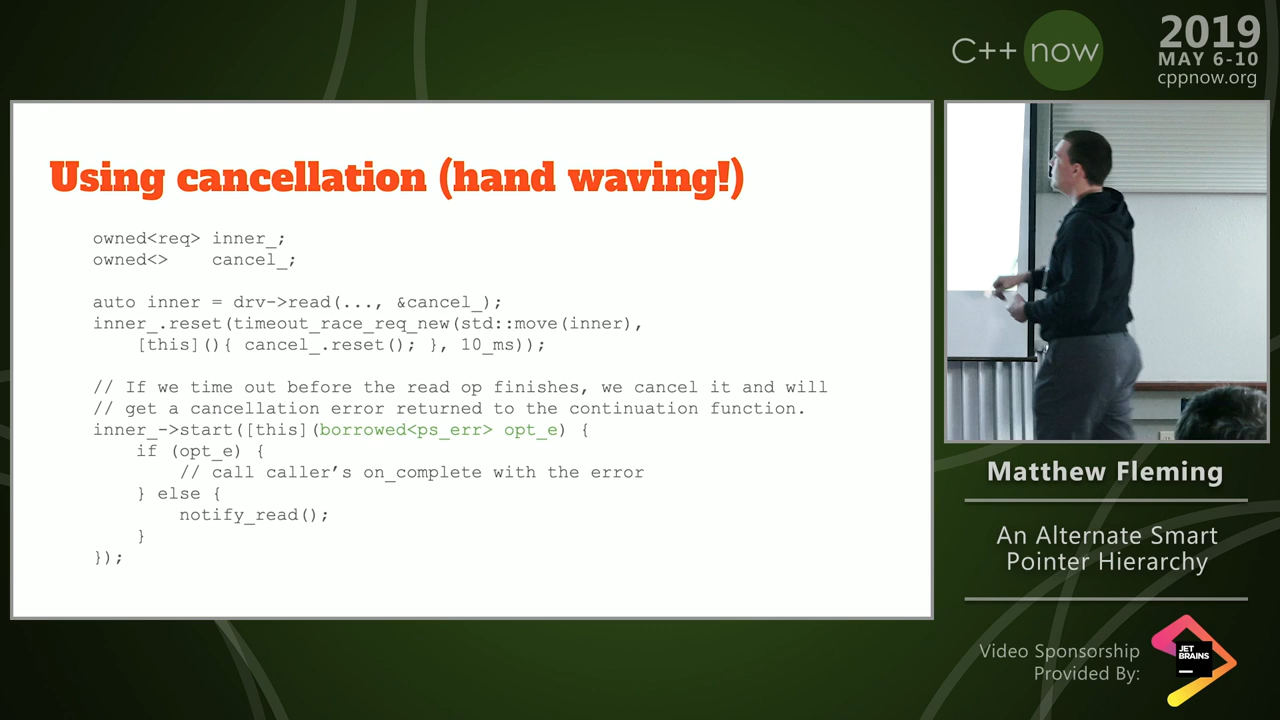 C++ now
2019
MAY 6-10
cppnow.org
Using cancellation (hand waving!)
owned<req> inner_;
owned<>    cancel_;
auto inner = drv->read(..., &cancel_);
inner_.reset(timeout_race_req_new(std::move(inner),
    [this](){ cancel_.reset(); }, 10_ms));
// If we time out before the read op finishes, we cancel it and will
// get a cancellation error returned to the continuation function.
inner_->start([this](borrowed<ps_err> opt_e) {
    if (opt_e) {
        // call caller’s on_complete with the error
    } else {
        notify_read();
    }
});
Matthew Fleming
An Alternate Smart
Pointer Hierarchy
Video Sponsorship
Provided By:
JET
BRAINS